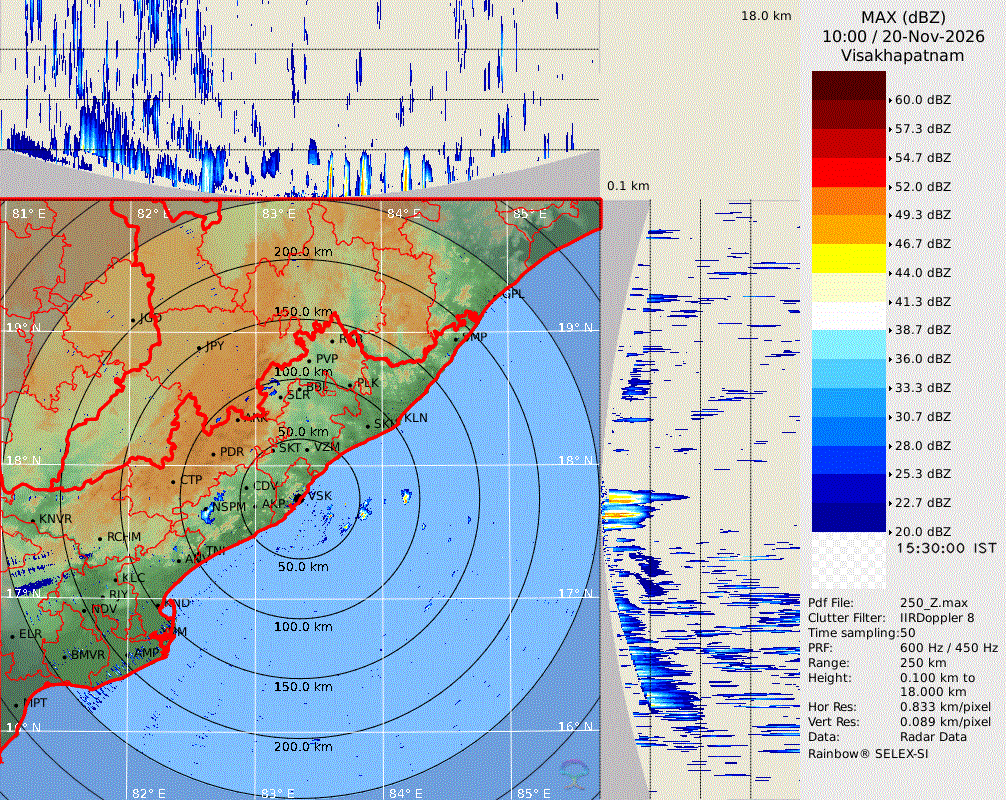 18.0 km
0.1 km
MAX (dBZ)
10:00 / 20-Nov-2026
Visakhapatnam
60.0 dBZ
57.3 dBZ
54.7 dBZ
52.0 dBZ
49.3 dBZ
46.7 dBZ
44.0 dBZ
41.3 dBZ
38.7 dBZ
36.0 dBZ
33.3 dBZ
30.7 dBZ
28.0 dBZ
25.3 dBZ
22.7 dBZ
20.0 dBZ
15:30:00 IST
Pdf File: 250_Z.max
Clutter Filter: IIRDoppler 8
Time sampling:50
PRF: 600 Hz / 450 Hz
Range: 250 km
Height: 0.100 km to
18.000 km
Hor Res: 0.833 km/pixel
Vert Res: 0.089 km/pixel
Data: Radar Data
Rainbow® SELEX-SI
81° E 82° E 83° E 84° E 85° E
200.0 km
150.0 km
100.0 km
50.0 km
50.0 km
100.0 km
150.0 km
200.0 km
19° N 19° N
18° N 18° N
17° N 17° N
16° N 16° N
GPL
JGD
JPY
SMP
PVP
BBL
PLK
SLR
KLN
PDR
SKT
VZM
CTP
CDV
VSK
NSPM
AKP
KNVR
RCHM
TNI
KLC
RJY
NDV
KND
ELR
BMVR
AMP
MPT
82° E 83° E 84° E 85° E